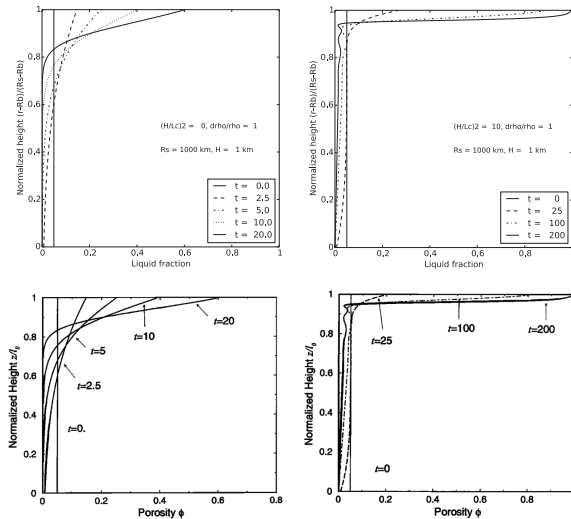 Normalized height (r-Rb)/(Rs-Rb)
1
0.8
0.6
0.4
0.2
0
(H/Lc)2 = 0, drho/rho = 1
Rs = 1000 km, H = 1 km
t = 0.0
t = 2.5
t = 5.0
t = 10.0
t = 20.0
0 0.2 0.4 0.6 0.8 1
Liquid fraction
Normalized height (r-Rb)/(Rs-Rb)
1
0.8
0.6
0.4
0.2
0
(H/Lc)2 = 10, drho/rho = 1
Rs = 1000 km, H = 1 km
t = 0
t = 25
t = 100
t = 200
0 0.2 0.4 0.6 0.8 1
Liquid fraction
Normalized Height z/l₀
1
0.8
0.6
0.4
0.2
0
t=20
t=10
t=5
t=2.5
t=0.
0 0.2 0.4 0.6 0.8
Porosity ϕ
Normalized Height z/l₀
1
0.8
0.6
0.4
0.2
0
t=25
t=100
t=200
t=0
0 0.2 0.4 0.6 0.8 1
Porosity ϕ